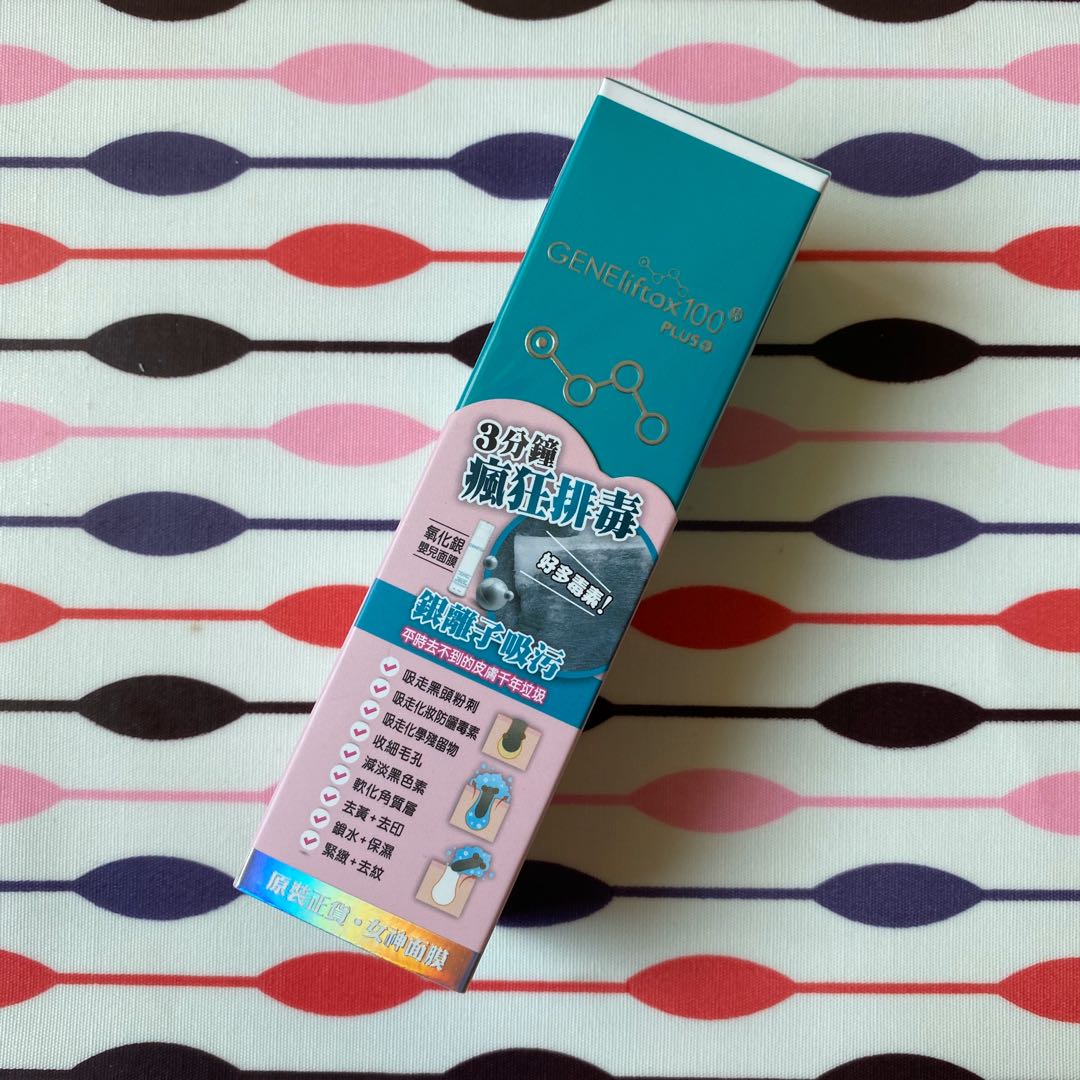 GENEliftox100®
PLUS+
3分鐘
瘋狂排毒
氧化銀
嬰兒面膜
好多毒素!
銀離子吸污
平時去不到的皮膚千年垃圾
吸走黑頭粉刺
吸走化妝防曬毒素
吸走化學殘留物
收細毛孔
減淡黑色素
軟化角質層
去黃+去印
鎖水+保濕
緊緻+去紋
原裝正貨。女神面膜